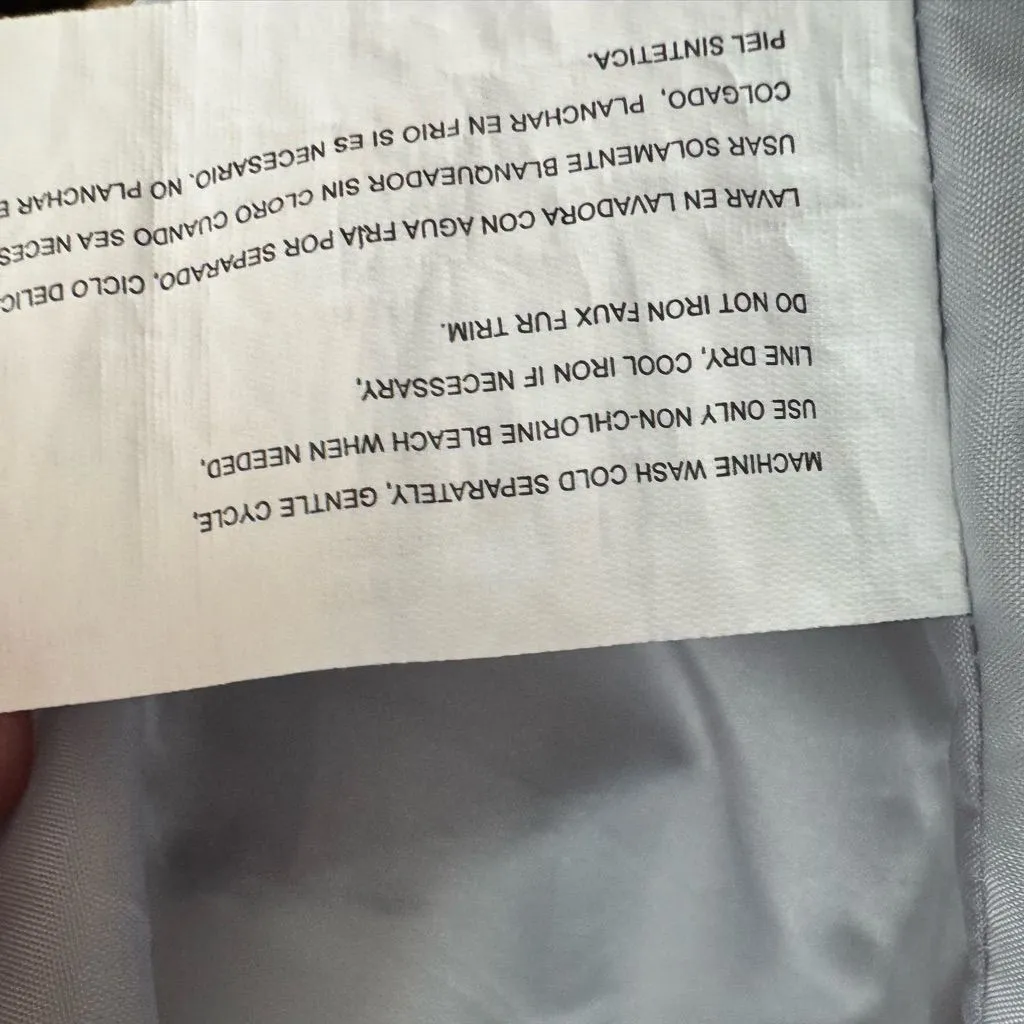 MACHINE WASH COLD SEPARATELY, GENTLE CYCLE,
USE ONLY NON-CHLORINE BLEACH WHEN NEEDED,
LINE DRY, COOL IRON IF NECESSARY,
DO NOT IRON FAUX FUR TRIM.
LAVAR EN LAVADORA CON AGUA FRÍA POR SEPARADO, CICLO
USAR SOLAMENTE BLANQUEADOR SIN CLORO CUANDO SEA
COLGADO, PLANCHAR EN FRIO SI ES NECESARIO. NO PLANCHAR
PIEL SINTETICA.